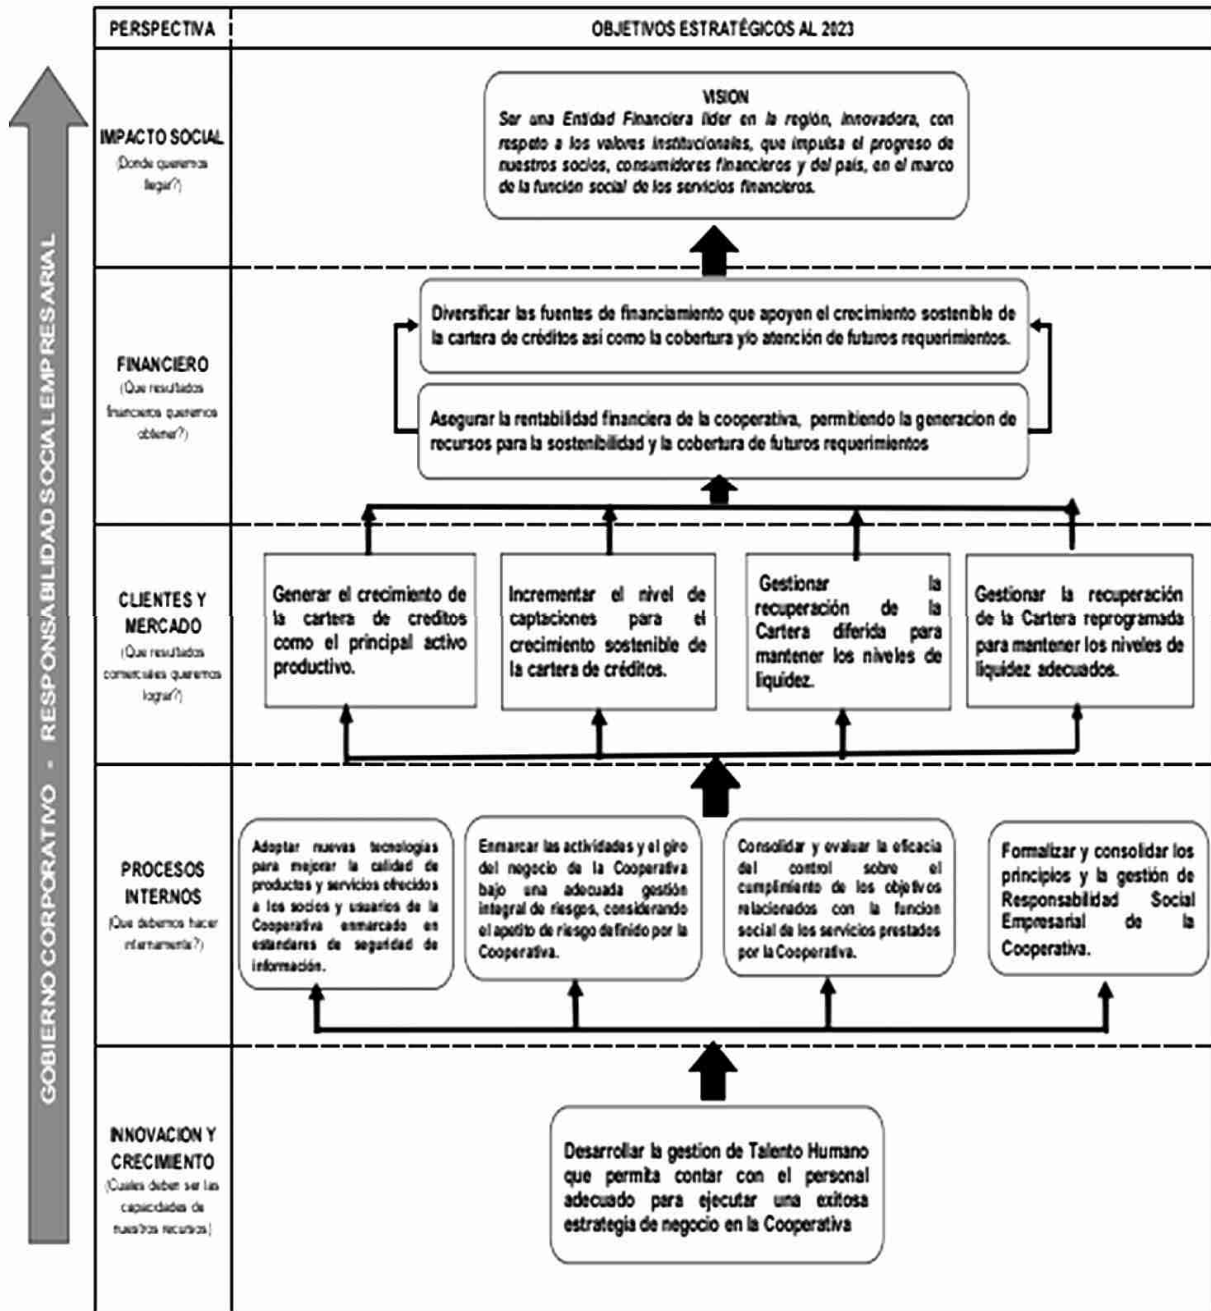 PERSPECTIVA
OBJETIVOS ESTRATÉGICOS AL 2023
GOBIERNO CORPORATIVO - RESPONSABILIDAD SOCIAL EMPRESARIAL
IMPACTO SOCIAL
(Donde queremos
llegar?)
VISION
Ser una Entidad Financiera líder en la región, innovadora, con
respeto a los valores institucionales, que impulsa el progreso de
nuestros socios, consumidores financieros y del país, en el marco
de la función social de los servicios financieros.
FINANCIERO
(Que resultados
financieros queremos
obtener?)
Diversificar las fuentes de financiamiento que apoyen el crecimiento sostenible de
la cartera de créditos así como la cobertura y/o atención de futuros requerimientos.
Asegurar la rentabilidad financiera de la cooperativa, permitiendo la generacion de
recursos para la sostenibilidad y la cobertura de futuros requerimientos
CLIENTES Y
MERCADO
(Que resultados
comerciales queremos
lograr?)
Generar el crecimiento de
la cartera de creditos
como el principal activo
productivo.
Incrementar el nivel de
captaciones para el
crecimiento sostenible de
la cartera de créditos.
Gestionar la
recuperación de la
Cartera diferida para
mantener los niveles de
liquidez.
Gestionar la recuperación
de la Cartera reprogramada
para mantener los niveles de
liquidez adecuados.
PROCESOS
INTERNOS
(Que debemos hacer
internamente?)
Adoptar nuevas tecnologías
para mejorar la calidad de
productos y servicios ofrecidos
a los socios y usuarios de la
Cooperativa enmarcado en
estándares de seguridad de
información.
Enmarcar las actividades y el giro
del negocio de la Cooperativa
bajo una adecuada gestión
integral de riesgos, considerando
el apetito de riesgo definido por la
Cooperativa.
Consolidar y evaluar la eficacia
del control sobre el
cumplimiento de los objetivos
relacionados con la funcion
social de los servicios prestados
por la Cooperativa.
Formalizar y consolidar los
principios y la gestión de
Responsabilidad Social
Empresarial de la
Cooperativa.
INNOVACION Y
CRECIMIENTO
(Cuales deben ser las
capacidades de
nuestros recursos)
Desarrollar la gestion de Talento Humano
que permita contar con el personal
adecuado para ejecutar una exitosa
estrategia de negocio en la Cooperativa